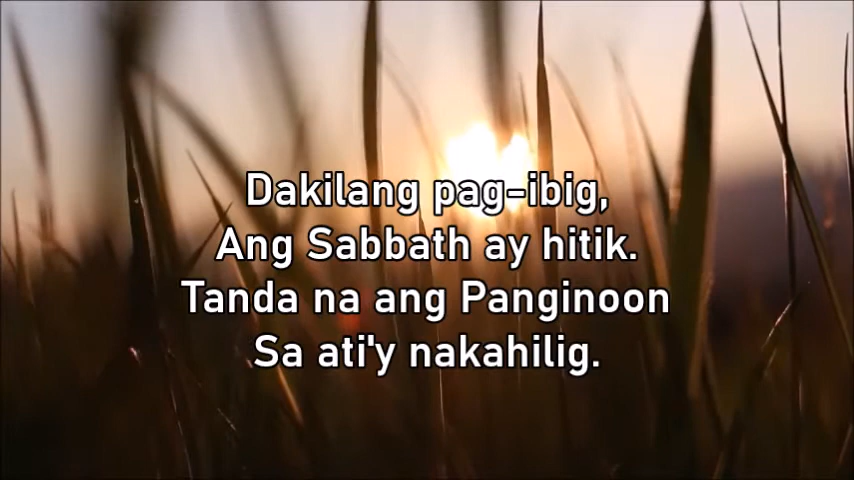 Dakilang pag-ibig,
Ang Sabbath ay hitik.
Tanda na ang Panginoon
Sa ati'y nakahilig.